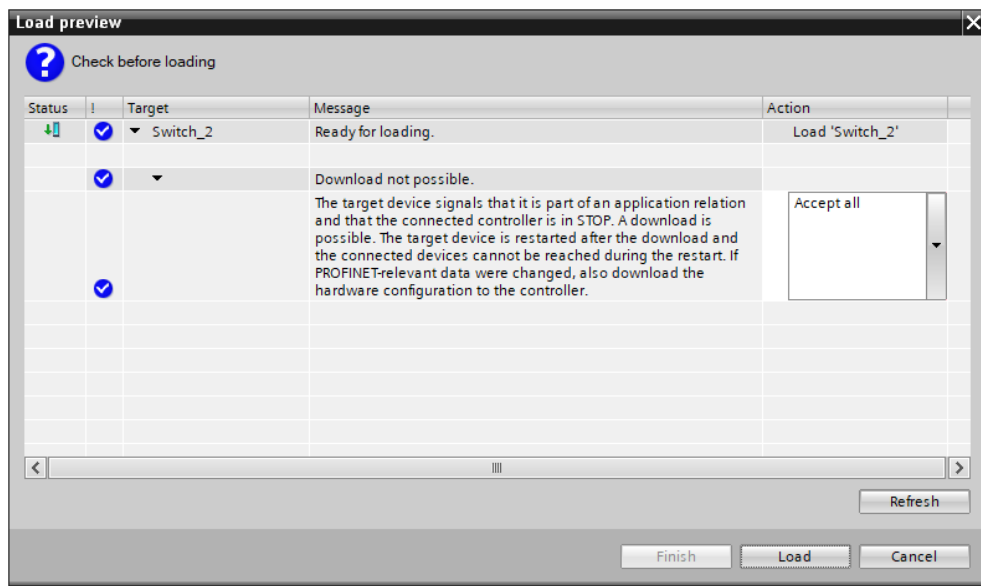 Load preview
Check before loading
Status ! Target Message Action
Switch_2 Ready for loading. Load 'Switch_2'
Download not possible.
The target device signals that it is part of an application relation Accept all
and that the connected controller is in STOP. A download is
possible. The target device is restarted after the download and
the connected devices cannot be reached during the restart. If
PROFINET-relevant data were changed, also download the
hardware configuration to the controller.
Refresh
Finish Load Cancel